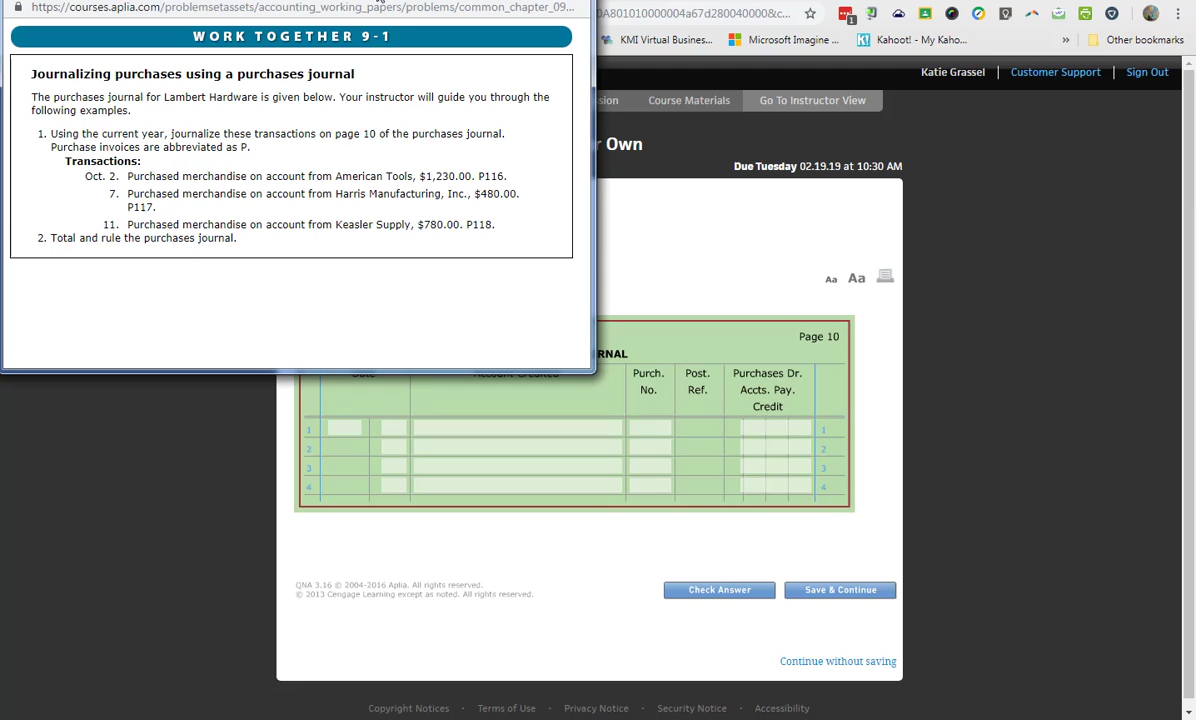 https://courses.aplia.com/problemsetassets/accounting_working_papers/problems/common_chapter_09...
0A801010000004a67d280040000&c...
1
WORK TOGETHER 9-1
KMI Virtual Busines...
Microsoft Imagine ...
Kahoot! - My Kaho...
»
Other bookmarks
Journalizing purchases using a purchases journal
The purchases journal for Lambert Hardware is given below. Your instructor will guide you through the
following examples.
1. Using the current year, journalize these transactions on page 10 of the purchases journal.
Purchase invoices are abbreviated as P.
Transactions:
Oct. 2. Purchased merchandise on account from American Tools, $1,230.00. P116.
7. Purchased merchandise on account from Harris Manufacturing, Inc., $480.00.
P117.
11. Purchased merchandise on account from Keasler Supply, $780.00. P118.
2. Total and rule the purchases journal.
Katie Grassel
Customer Support
Sign Out
sion
Course Materials
Go To Instructor View
r Own
Due Tuesday 02.19.19 at 10:30 AM
Aa Aa
Page 10
RNAL
Date
Account Credited
Purch.
No.
Post.
Ref.
Purchases Dr.
Accts. Pay.
Credit
1 1
2 2
3 3
4 4
QNA 3.16 © 2004-2016 Aplia. All rights reserved.
© 2013 Cengage Learning except as noted. All rights reserved.
Check Answer
Save & Continue
Continue without saving
Copyright Notices · Terms of Use · Privacy Notice · Security Notice · Accessibility